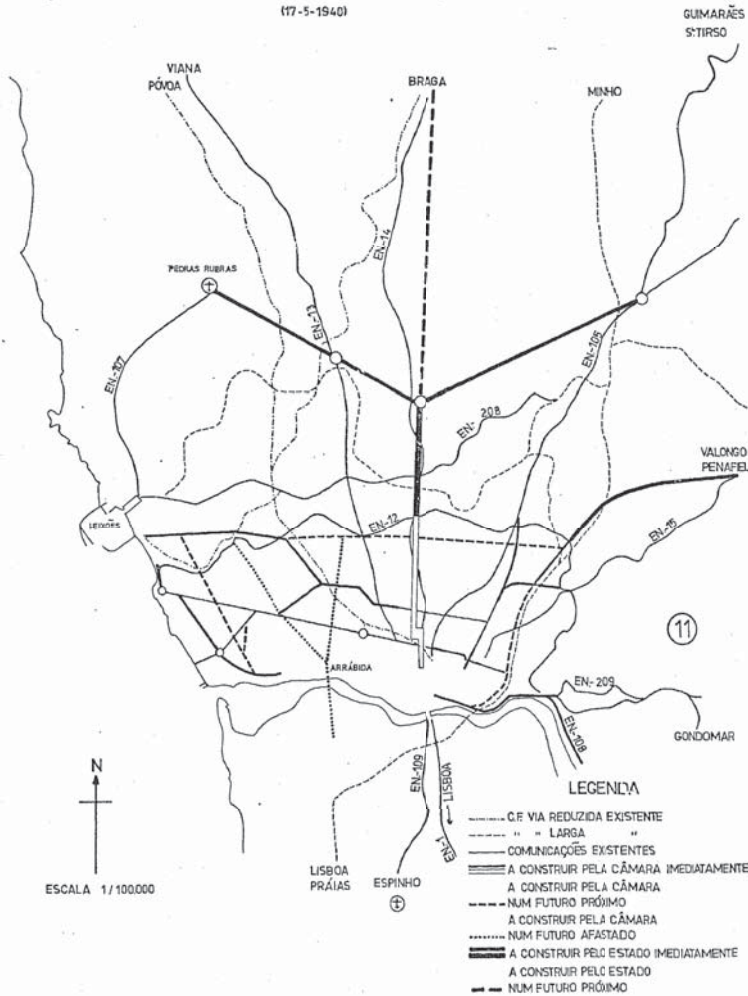 (17-5-1940)
GUIMARÃES
STIRSO
VIANA
PÓVOA
BRAGA
MINHO
EN-14
PEDRAS RUBRAS
EN-13
EN-107
EN-105
EN-208
VALONGO
PENAFIEL
LEIXÕES
EN-12
EN-15
11
ARRÁBIDA
EN-209
EN-108
GONDOMAR
N
EN-109
LISBOA
EN-1
ESCALA 1/100.000
LISBOA
PRÁIAS
ESPINHO
LEGENDA
C.F. VIA REDUZIDA EXISTENTE
" " LARGA "
COMUNICAÇÕES EXISTENTES
A CONSTRUIR PELA CÂMARA IMEDIATAMENTE
A CONSTRUIR PELA CÂMARA
NUM FUTURO PRÓXIMO
A CONSTRUIR PELA CÂMARA
NUM FUTURO AFASTADO
A CONSTRUIR PELO ESTADO IMEDIATAMENTE
A CONSTRUIR PELO ESTADO
NUM FUTURO PRÓXIMO